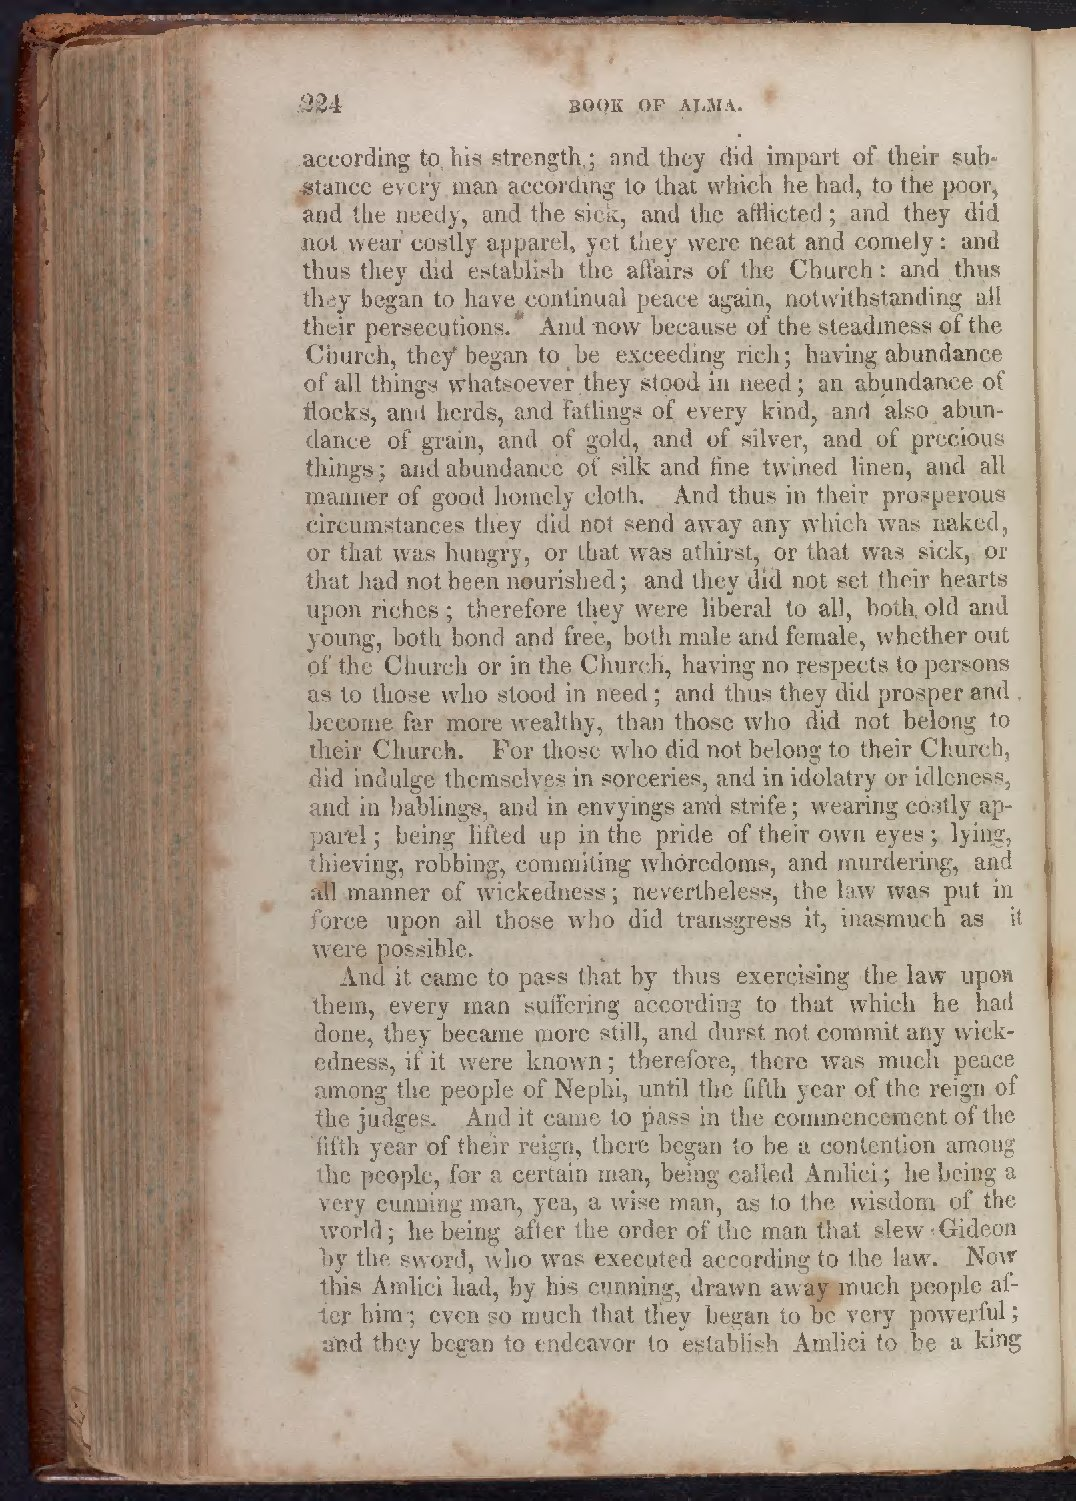 224 BOOK OF ALMA.
according to his strength; and they did impart of their sub-
stance every man according to that which he had, to the poor,
and the needy, and the sick, and the afflicted; and they did
not wear costly apparel, yet they were neat and comely: and
thus they did establish the affairs of the Church: and thus
they began to have continual peace again, notwithstanding all
their persecutions. And now because of the steadiness of the
Church, they began to be exceeding rich; having abundance
of all things whatsoever they stood in need; an abundance of
flocks, and herds, and fatlings of every kind, and also abun-
dance of grain, and of gold, and of silver, and of precious
things; and abundance of silk and fine twined linen, and all
manner of good homely cloth. And thus in their prosperous
circumstances they did not send away any which was naked,
or that was hungry, or that was athirst, or that was sick, or
that had not been nourished; and they did not set their hearts
upon riches; therefore they were liberal to all, both old and
young, both bond and free, both male and female, whether out
of the Church or in the Church, having no respects to persons
as to those who stood in need; and thus they did prosper and
become far more wealthy, than those who did not belong to
their Church. For those who did not belong to their Church,
did indulge themselves in sorceries, and in idolatry or idleness,
and in bablings, and in envyings and strife; wearing costly ap-
parel; being lifted up in the pride of their own eyes; lying,
thieving, robbing, commiting whoredoms, and murdering, and
all manner of wickedness; nevertheless, the law was put in
force upon all those who did transgress it, inasmuch as it
were possible.
And it came to pass that by thus exercising the law upon
them, every man suffering according to that which he had
done, they became more still, and durst not commit any wick-
edness, if it were known; therefore, there was much peace
among the people of Nephi, until the fifth year of the reign of
the judges. And it came to pass in the commencement of the
fifth year of their reign, there began to be a contention among
the people, for a certain man, being called Amlici; he being a
very cunning man, yea, a wise man, as to the wisdom of the
world; he being after the order of the man that slew Gideon
by the sword, who was executed according to the law. Now
this Amlici had, by his cunning, drawn away much people af-
ter him; even so much that they began to be very powerful;
and they began to endeavor to establish Amlici to be a king